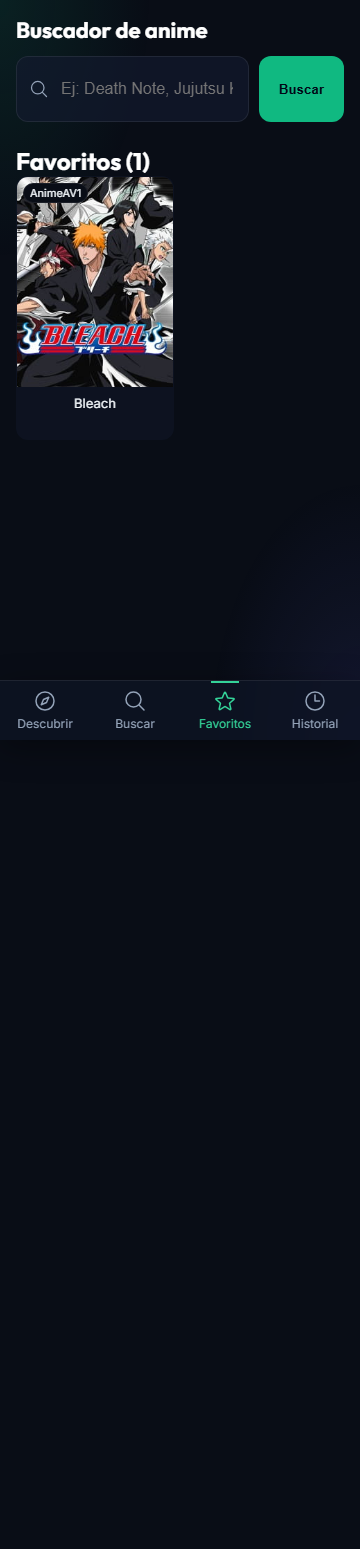 Buscador de anime
Ej: Death Note, Jujutsu K
Buscar
Favoritos (1)
AnimeAV1
BLEACH
ブリーチ
Bleach
Descubrir
Buscar
Favoritos
Historial